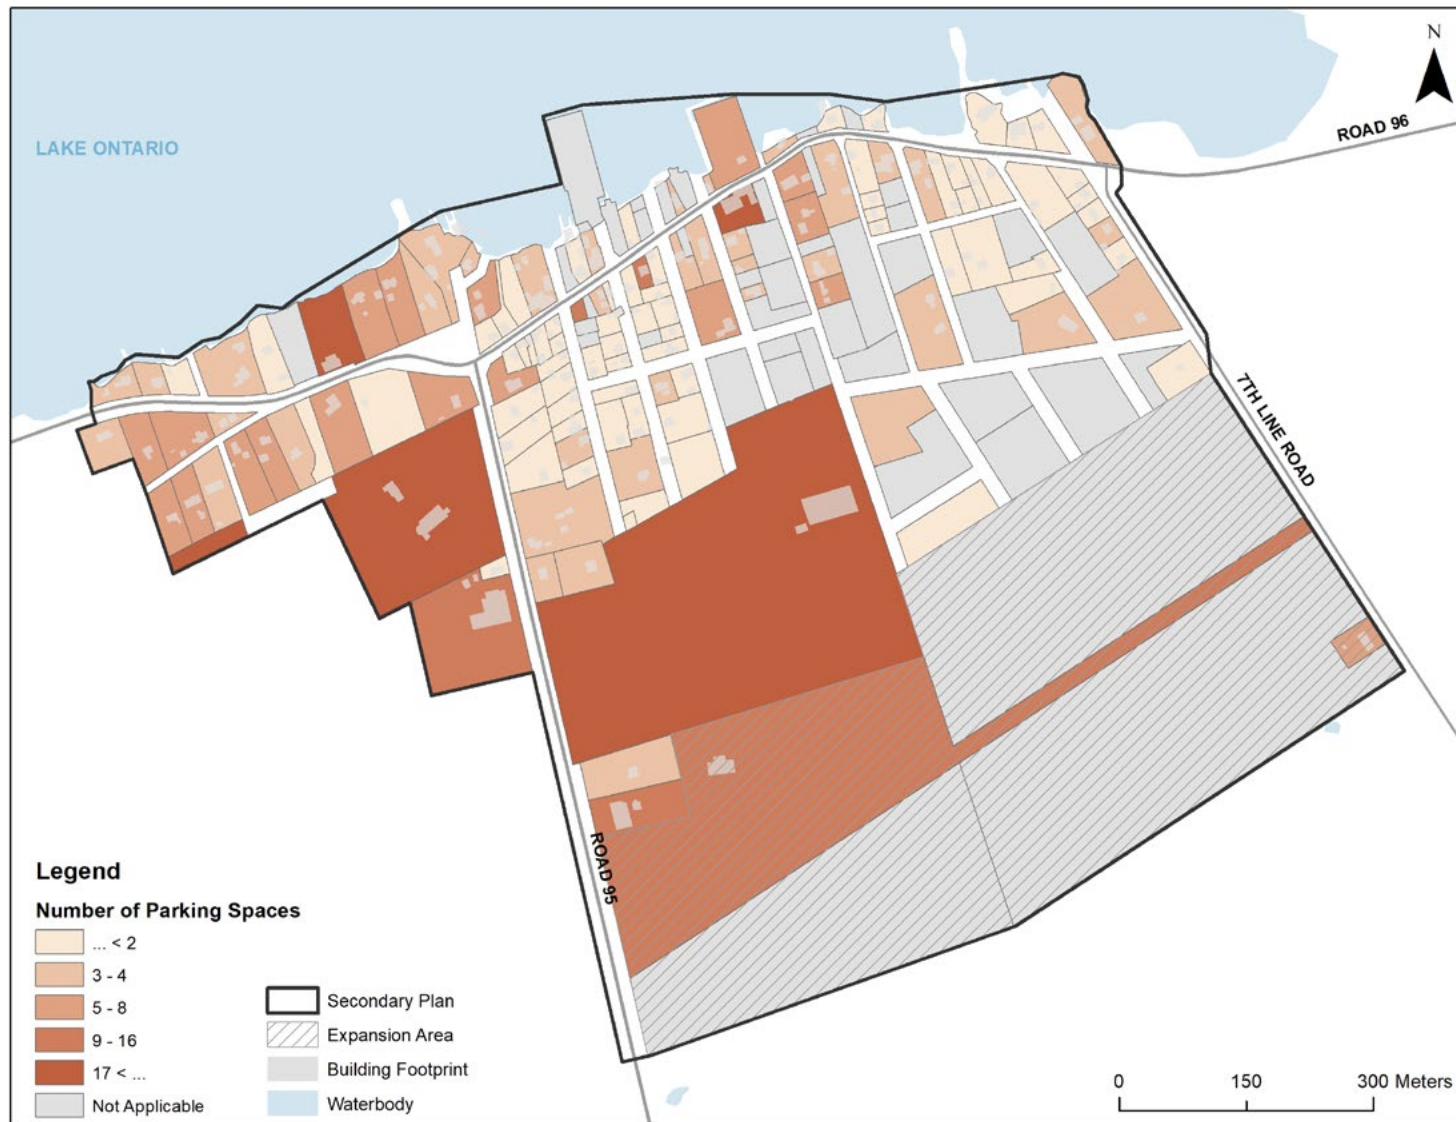 N
ROAD 96
LAKE ONTARIO
7TH LINE ROAD
ROAD 95
Legend
Number of Parking Spaces
... < 2
3 - 4
5 - 8
9 - 16
17 < ...
Not Applicable
Secondary Plan
Expansion Area
Building Footprint
Waterbody
0 150 300 Meters